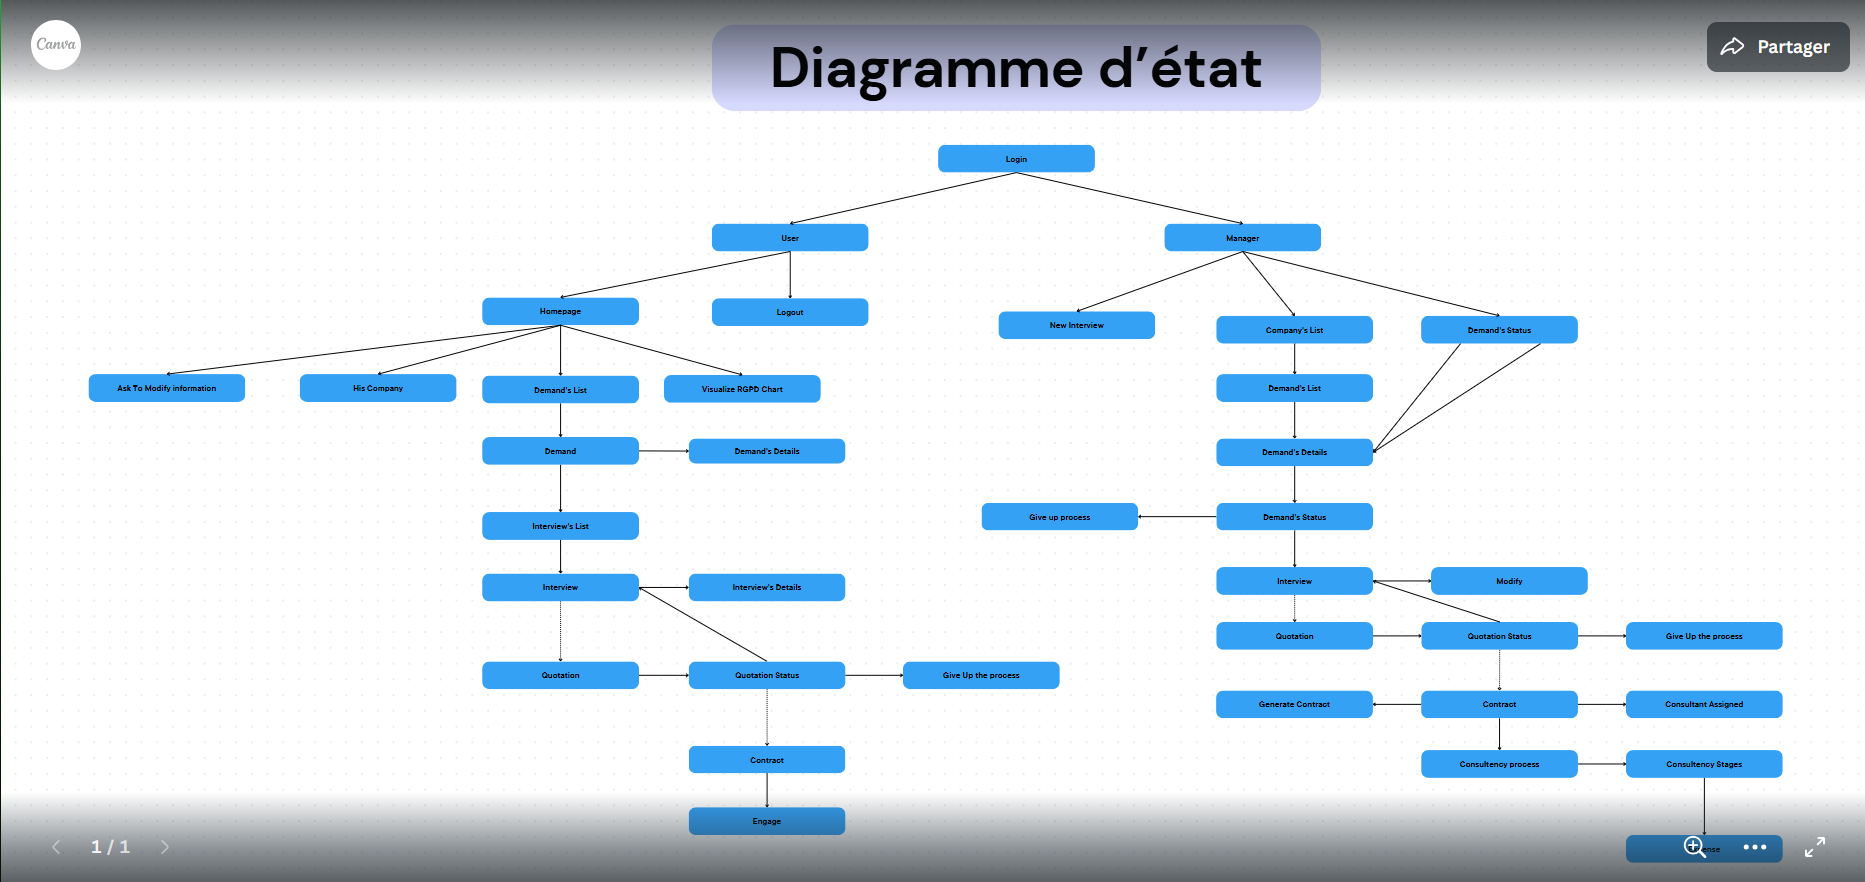 Canva
Diagramme d'état
Partager
Login
User
Manager
Homepage
Logout
New Interview
Company's List
Demand's Status
Ask To Modify information
His Company
Demand's List
Visualize RGPD Chart
Demand's List
Demand
Demand's Details
Demand's Details
Interview's List
Give up process
Demand's Status
Interview
Interview's Details
Interview
Modify
Quotation
Quotation Status
Give Up the process
Quotation
Quotation Status
Give Up the process
Generate Contract
Contract
Consultant Assigned
Contract
Consultency process
Consultency Stages
Engage
1 / 1